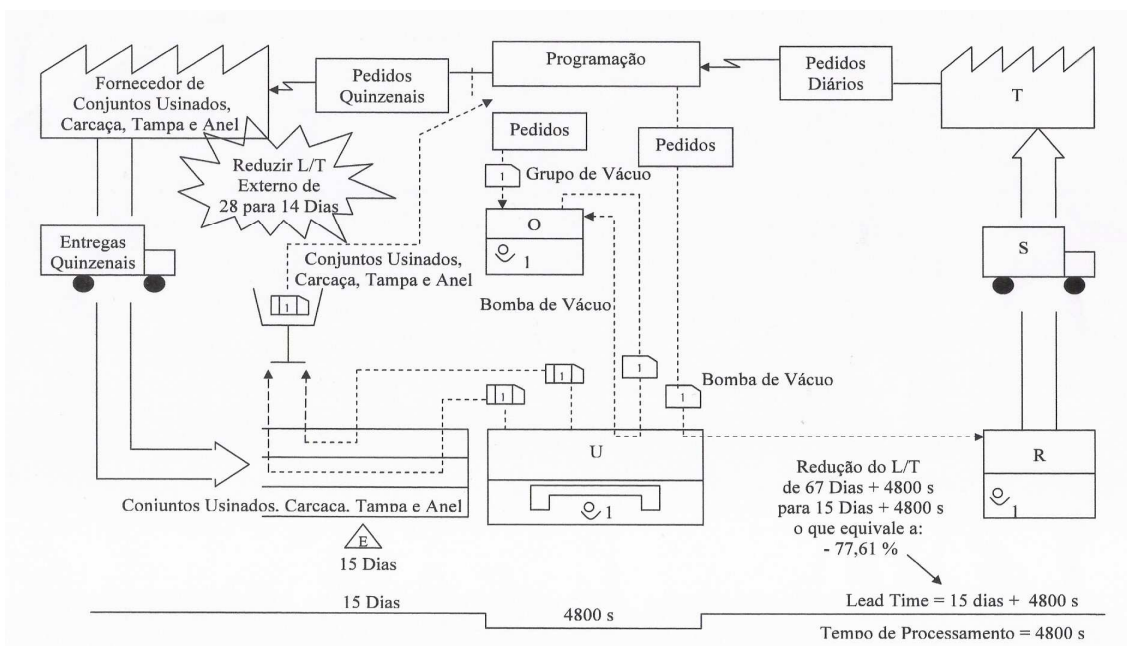 Fornecedor de
Conjuntos Usinados,
Carcaça, Tampa e Anel
Pedidos
Quinzenais
Programação
Pedidos
Diários
T
Reduzir L/T
Externo de
28 para 14 Dias
Pedidos
1
Grupo de Vácuo
Pedidos
O
1
Entregas
Quinzenais
Conjuntos Usinados,
Carcaça, Tampa e Anel
S
1
Bomba de Vácuo
1
1
1
1
Bomba de Vácuo
U
1
R
1
Conjuntos Usinados, Carcaça, Tampa e Anel
E
15 Dias
Redução do L/T
de 67 Dias + 4800 s
para 15 Dias + 4800 s
o que equivale a:
- 77,61 %
15 Dias
4800 s
Lead Time = 15 dias + 4800 s
Tempo de Processamento = 4800 s